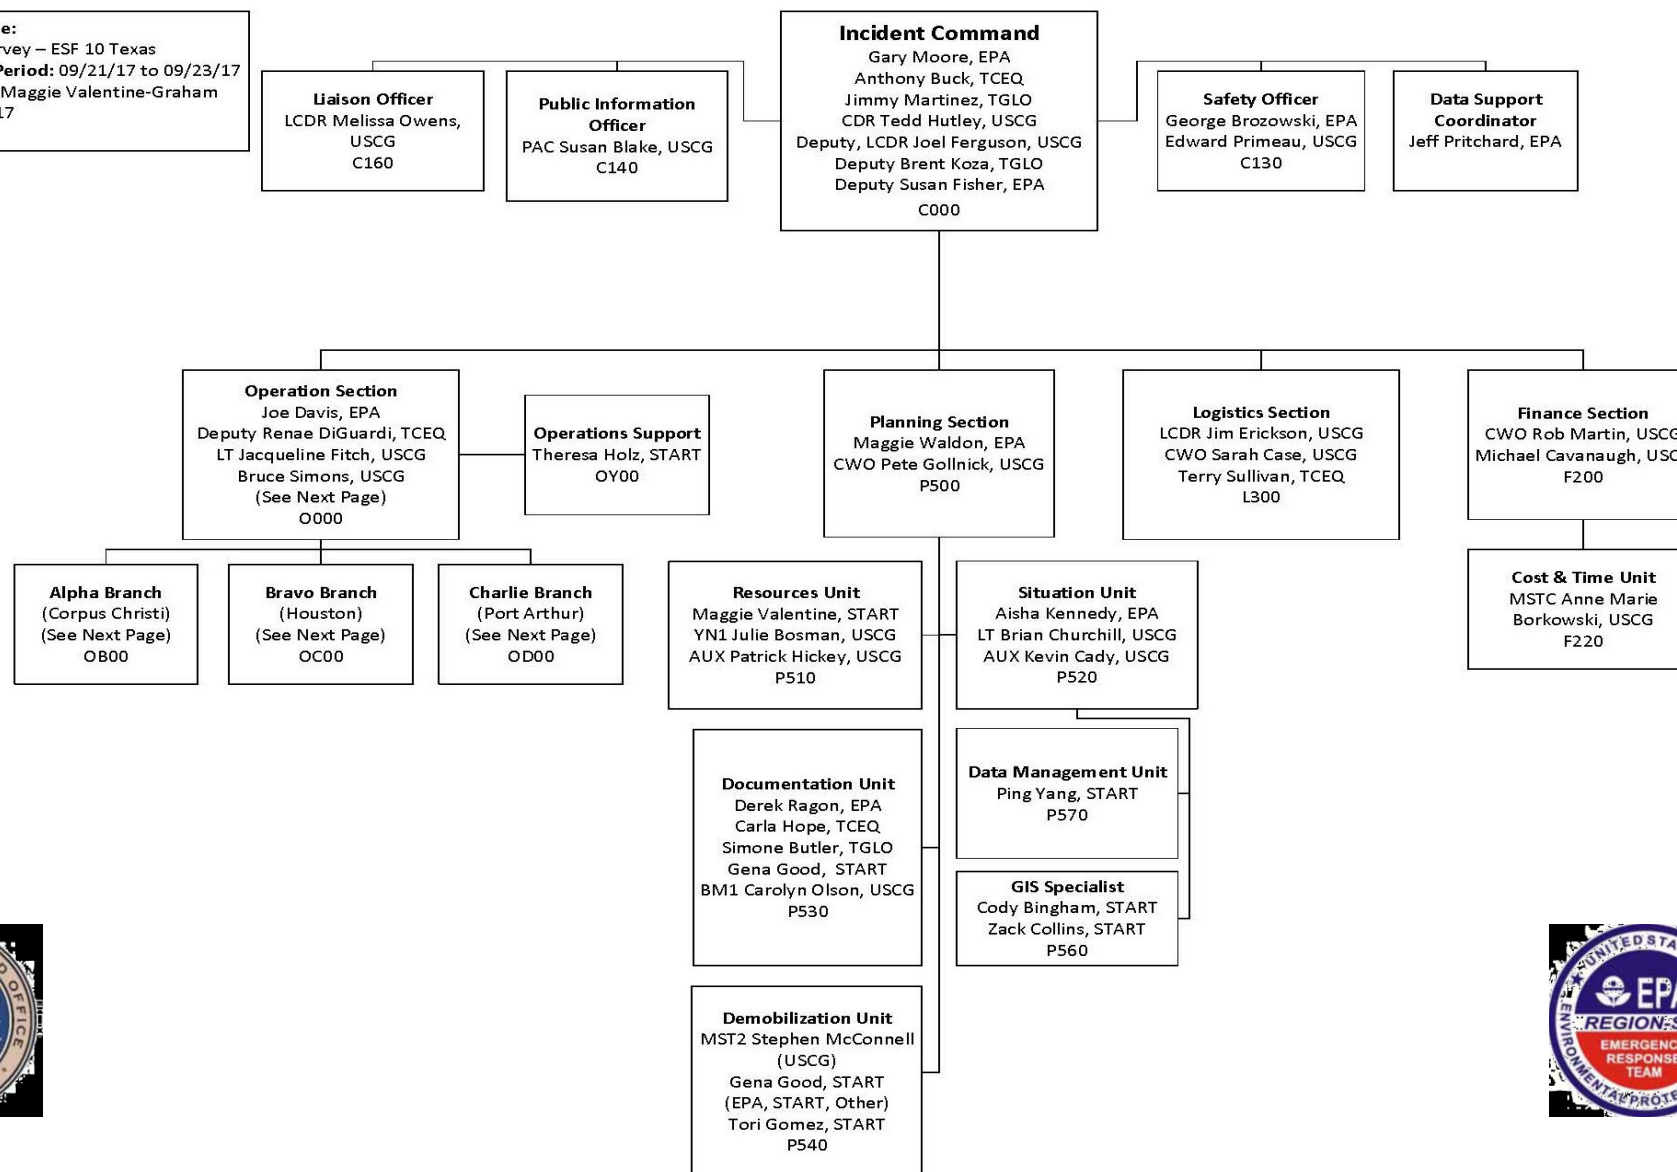 e:
rvey – ESF 10 Texas
Period: 09/21/17 to 09/23/17
Maggie Valentine-Graham
17
Liaison Officer
LCDR Melissa Owens,
USCG
C160
Public Information
Officer
PAC Susan Blake, USCG
C140
Incident Command
Gary Moore, EPA
Anthony Buck, TCEQ
Jimmy Martinez, TGLO
CDR Tedd Hutley, USCG
Deputy, LCDR Joel Ferguson, USCG
Deputy Brent Koza, TGLO
Deputy Susan Fisher, EPA
C000
Safety Officer
George Brozowski, EPA
Edward Primeau, USCG
C130
Data Support
Coordinator
Jeff Pritchard, EPA
Operation Section
Joe Davis, EPA
Deputy Renae DiGuardi, TCEQ
LT Jacqueline Fitch, USCG
Bruce Simons, USCG
(See Next Page)
O000
Operations Support
Theresa Holz, START
OY00
Planning Section
Maggie Waldon, EPA
CWO Pete Gollnick, USCG
P500
Logistics Section
LCDR Jim Erickson, USCG
CWO Sarah Case, USCG
Terry Sullivan, TCEQ
L300
Finance Section
CWO Rob Martin, USCG
Michael Cavanaugh, USC
F200
Alpha Branch
(Corpus Christi)
(See Next Page)
OB00
Bravo Branch
(Houston)
(See Next Page)
OC00
Charlie Branch
(Port Arthur)
(See Next Page)
OD00
Resources Unit
Maggie Valentine, START
YN1 Julie Bosman, USCG
AUX Patrick Hickey, USCG
P510
Situation Unit
Aisha Kennedy, EPA
LT Brian Churchill, USCG
AUX Kevin Cady, USCG
P520
Cost & Time Unit
MSTC Anne Marie
Borkowski, USCG
F220
Documentation Unit
Derek Ragon, EPA
Carla Hope, TCEQ
Simone Butler, TGLO
Gena Good, START
BM1 Carolyn Olson, USCG
P530
Data Management Unit
Ping Yang, START
P570
GIS Specialist
Cody Bingham, START
Zack Collins, START
P560
Demobilization Unit
MST2 Stephen McConnell
(USCG)
Gena Good, START
(EPA, START, Other)
Tori Gomez, START
P540
OFFICE
UNITED STA
EPA
REGION S
EMERGENC
RESPONSE
TEAM
ENVIRONMENTAL PROTE